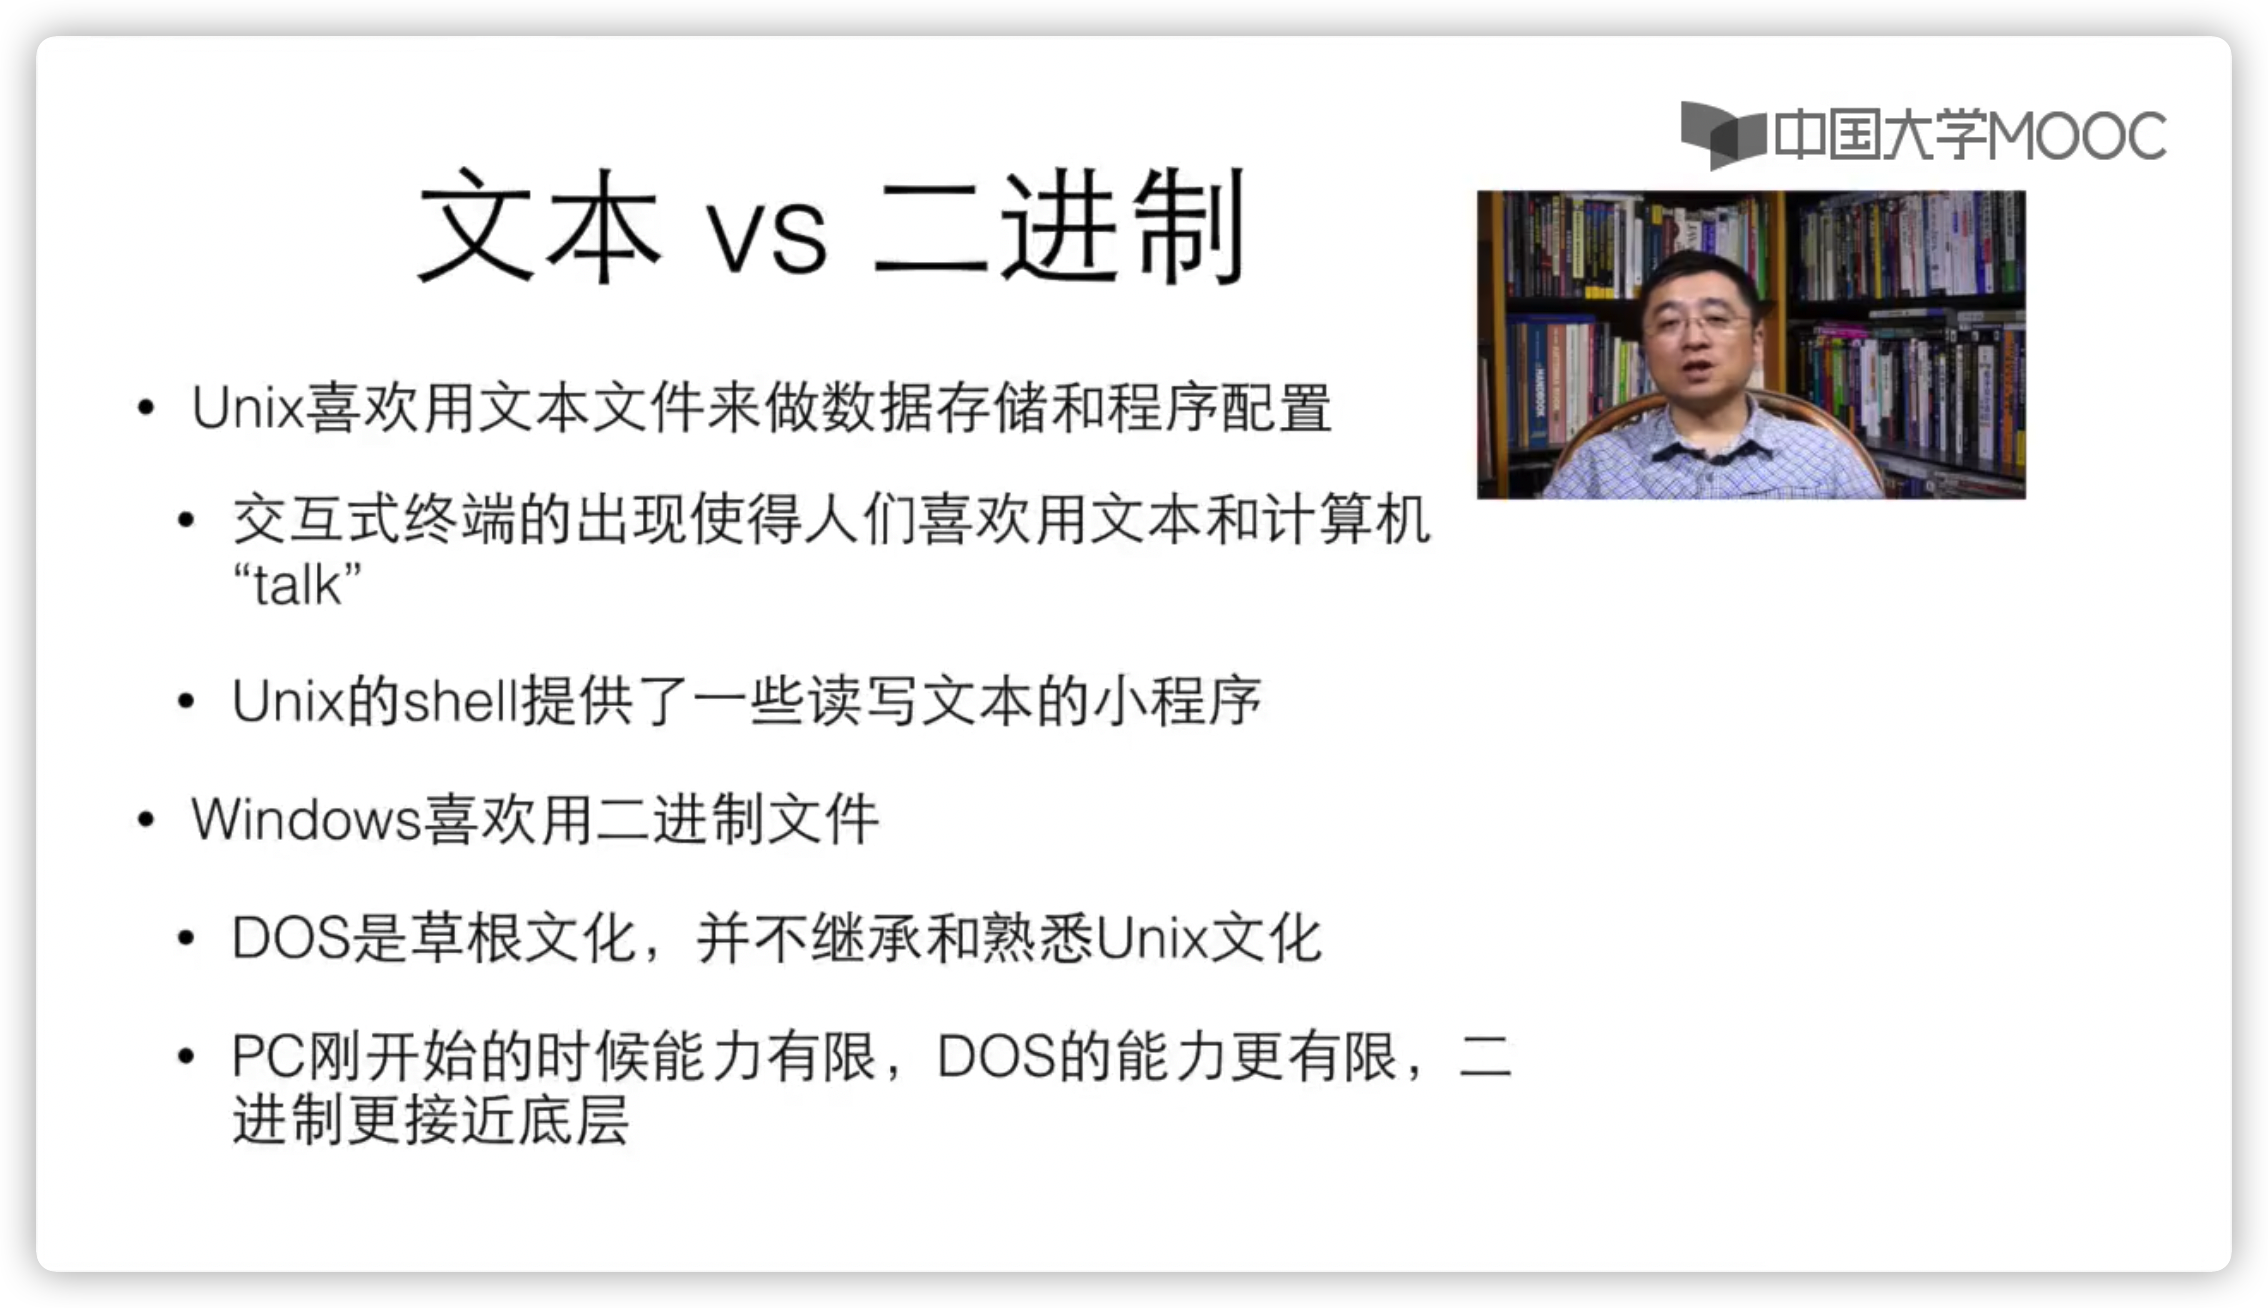 中国大学MOOC
文本 vs 二进制
• Unix喜欢用文本文件来做数据存储和程序配置
• 交互式终端的出现使得人们喜欢用文本和计算机
“talk”
• Unix的shell提供了一些读写文本的小程序
• Windows喜欢用二进制文件
• DOS是草根文化，并不继承和熟悉Unix文化
• PC刚开始的时候能力有限，DOS的能力更有限，二
进制更接近底层
HANDBOOK